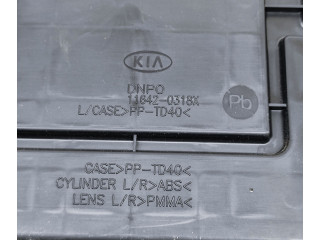 KIA
DNPO
11642-0318X
L/CASE>PP-TD40<
Pb
CASE>PP-TD40<
CYLINDER L/R>ABS<
LENS L/R>PMMA<